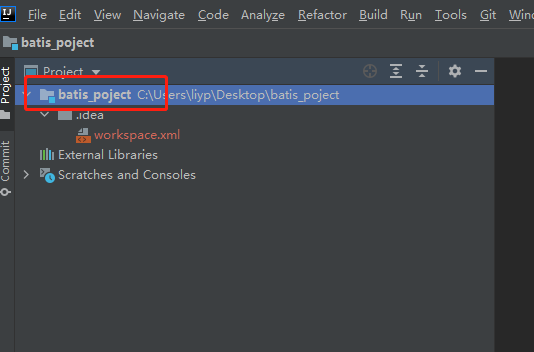 IJ File Edit View Navigate Code Analyze Refactor Build Run Tools Git Wind
batis_poject
Project
Project
batis_poject C:\Users\liyp\Desktop\batis_poject
.idea
workspace.xml
External Libraries
Scratches and Consoles
Commit